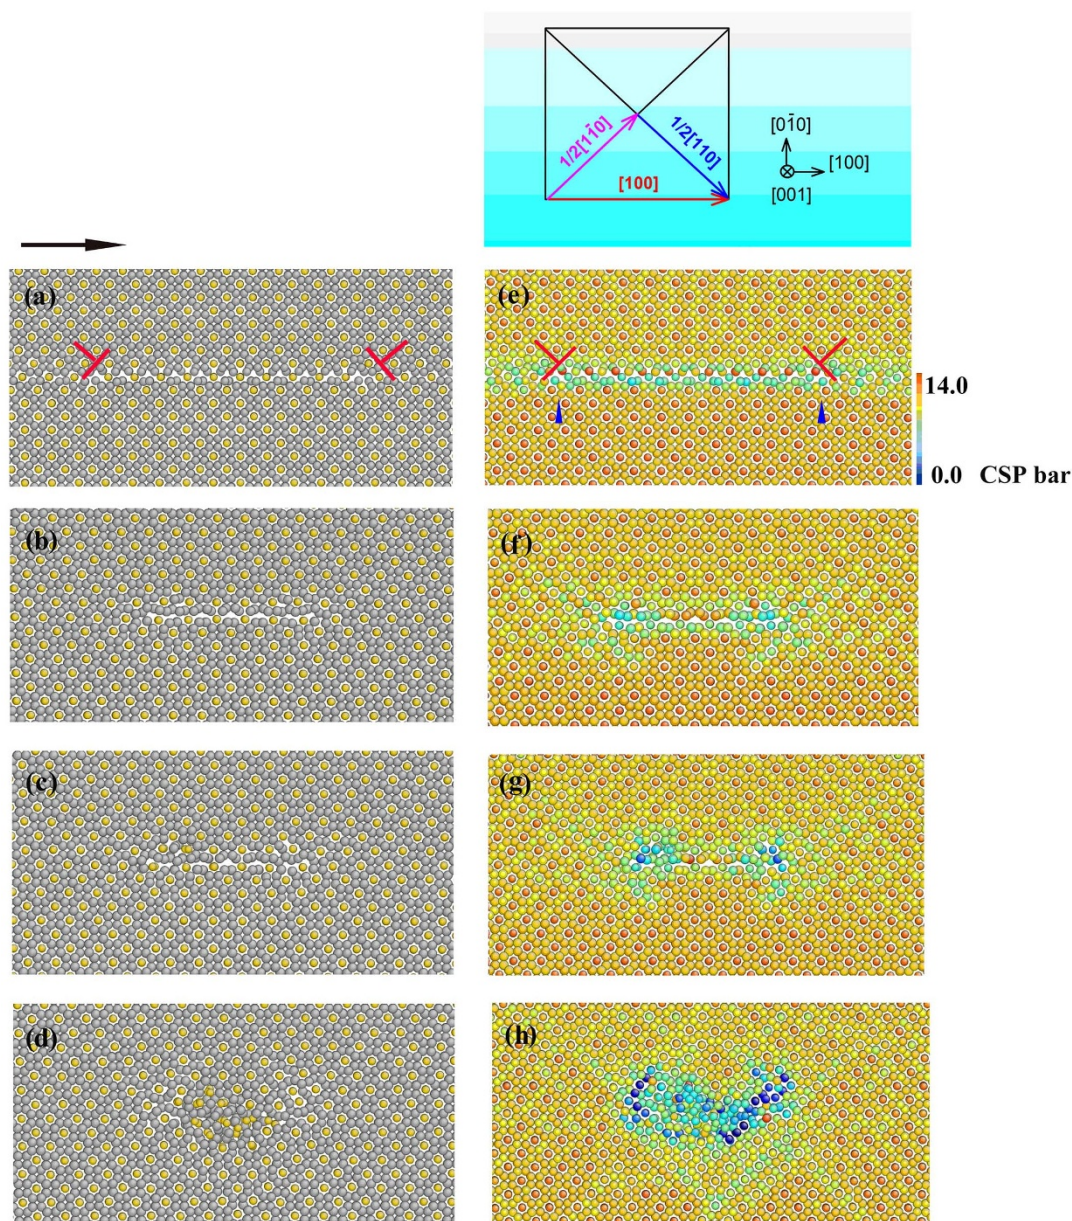 1/2[11̄0]
1/2[110]
[100]
[01̄0]
[100]
[001]
(a)
(e)
14.0
0.0 CSP bar
(b)
(f)
(c)
(g)
(d)
(h)